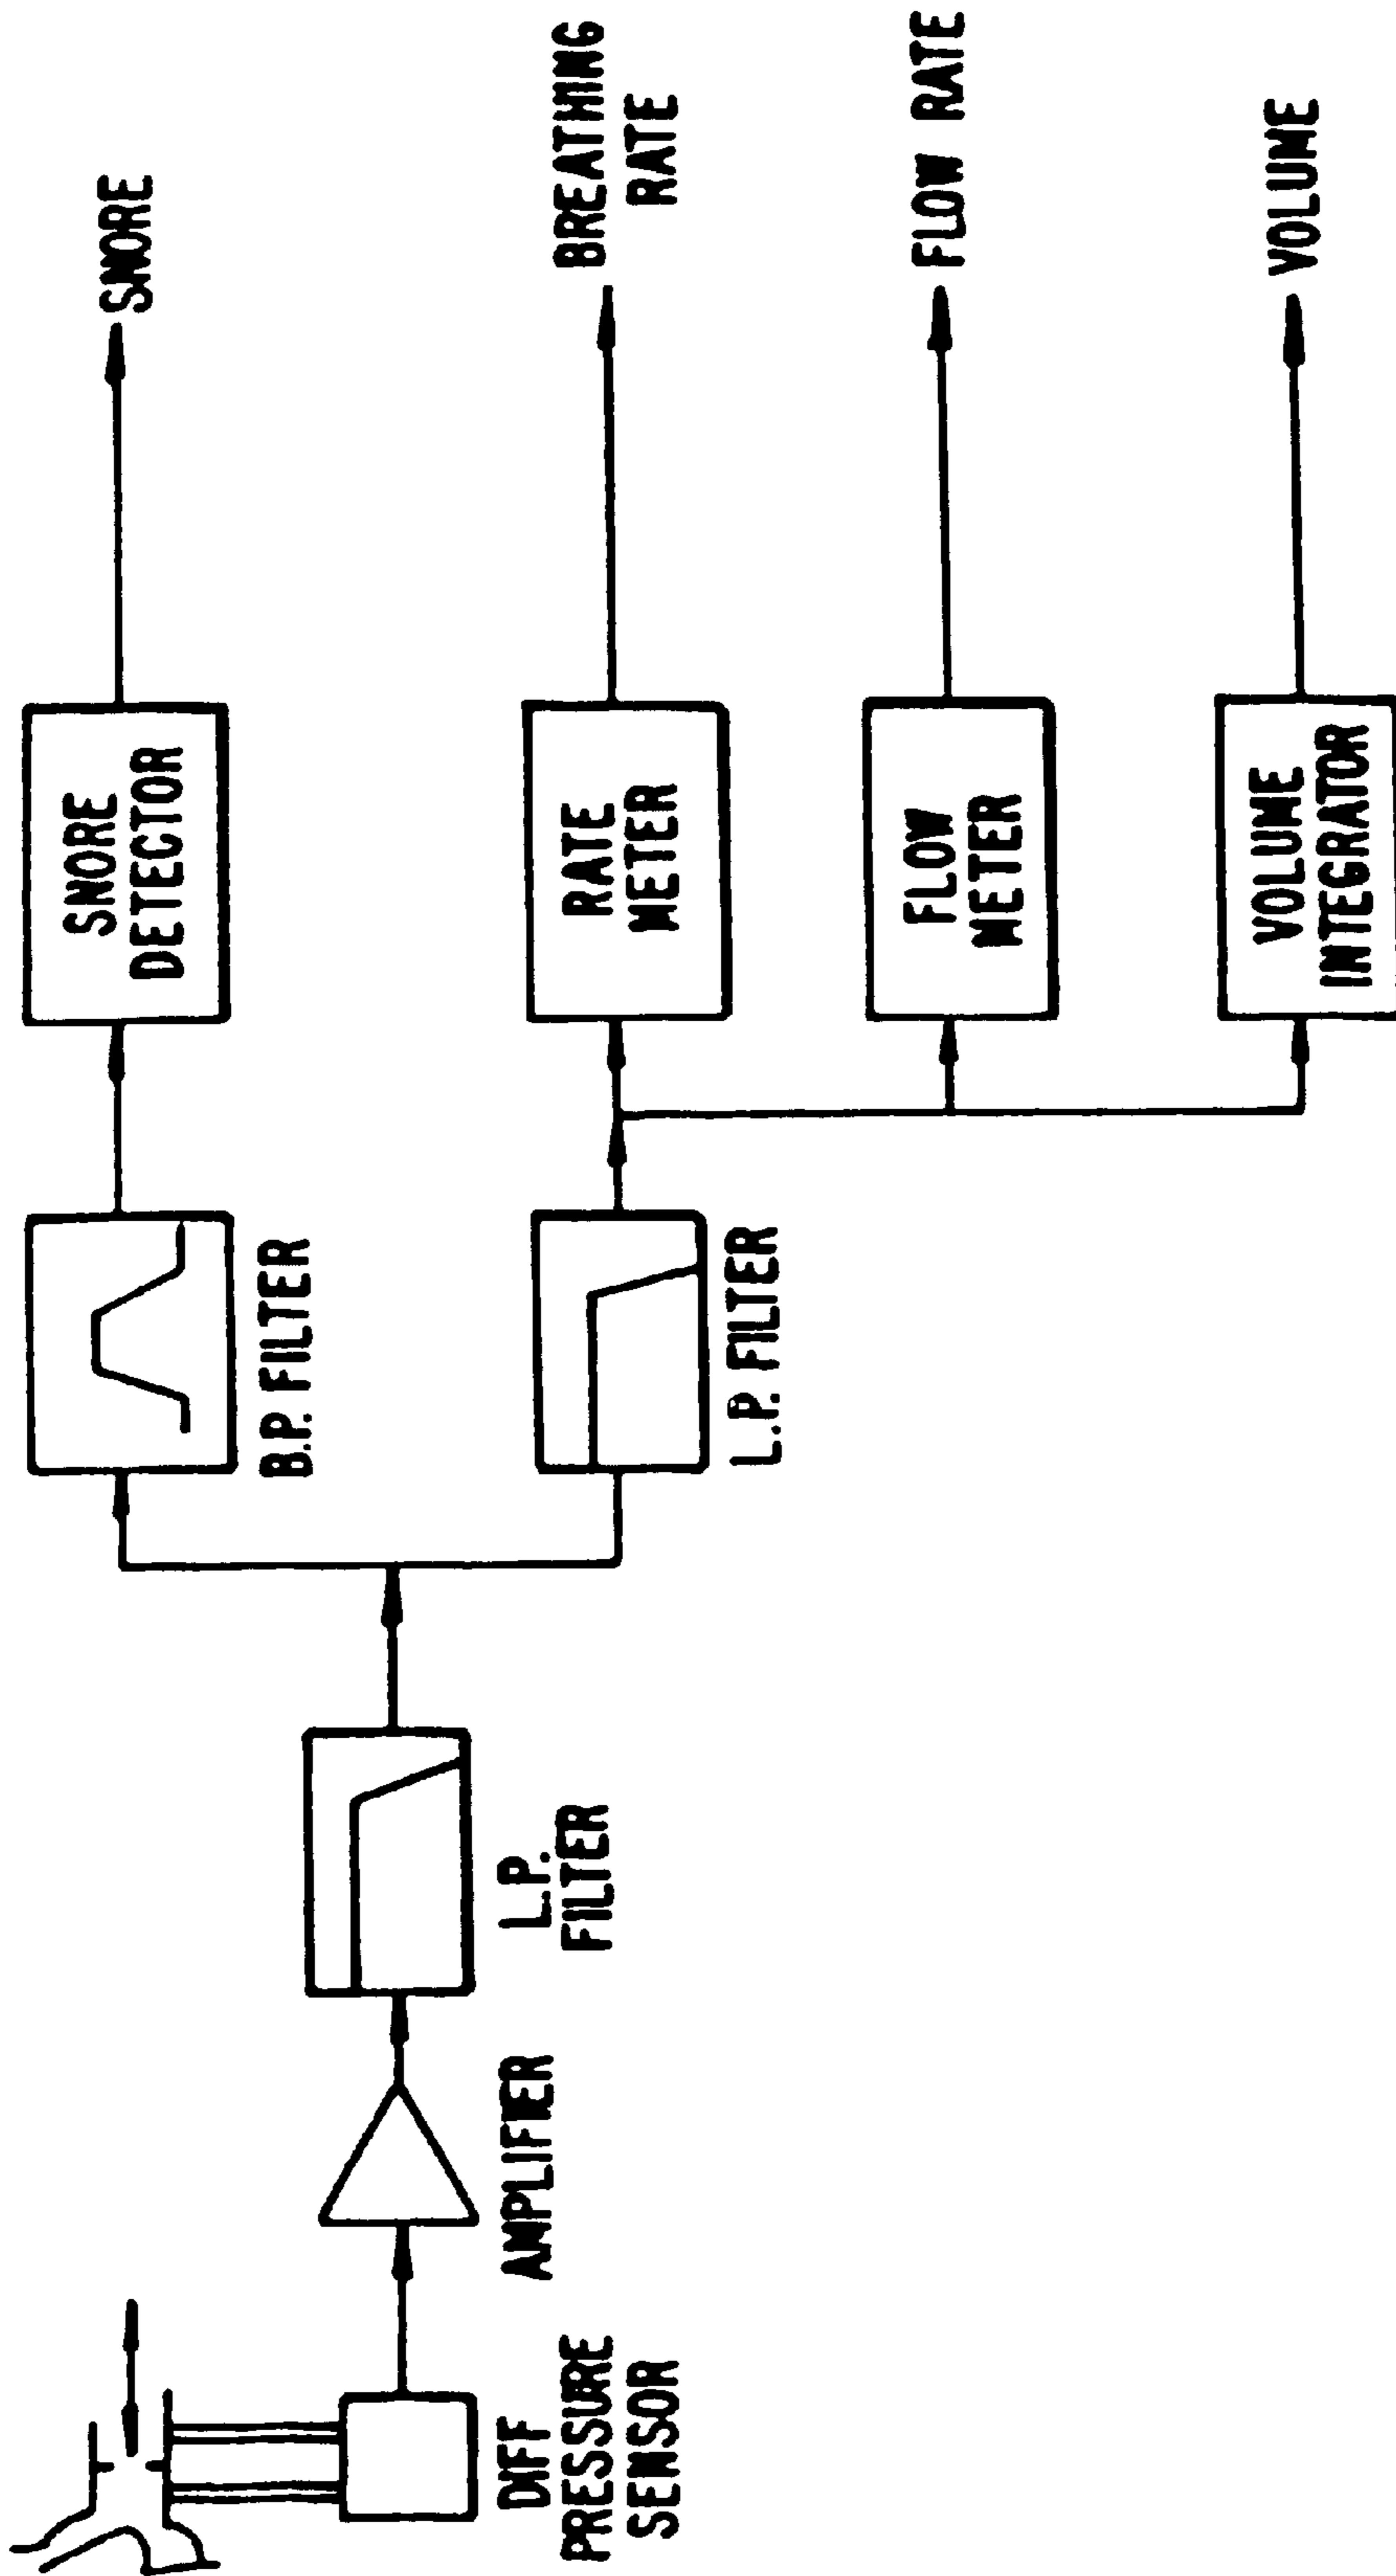 DIFF
PRESSURE
SENSOR
AMPLIFIER
L.P.
FILTER
B.P. FILTER
L.P. FILTER
SNORE
DETECTOR
RATE
METER
FLOW
METER
VOLUME
INTEGRATOR
SNORE
BREATHING
RATE
FLOW RATE
VOLUME